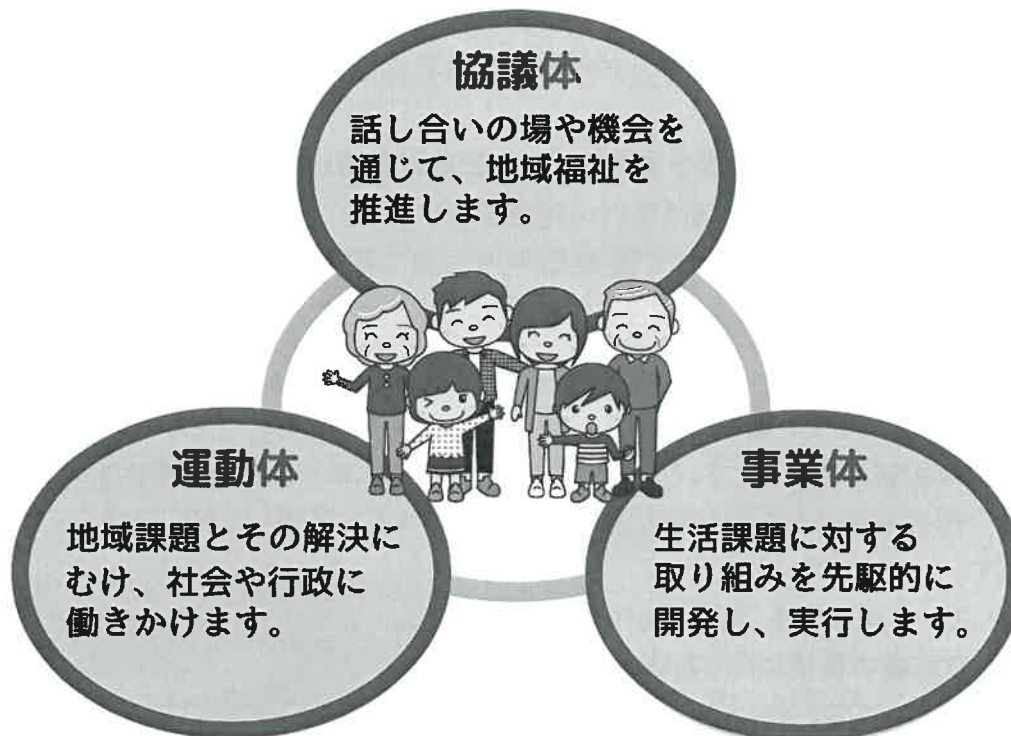 協議体
話し合いの場や機会を
通じて、地域福祉を
推進します。
運動体
地域課題とその解決に
むけ、社会や行政に
働きかけます。
事業体
生活課題に対する
取り組みを先駆的に
開発し、実行します。